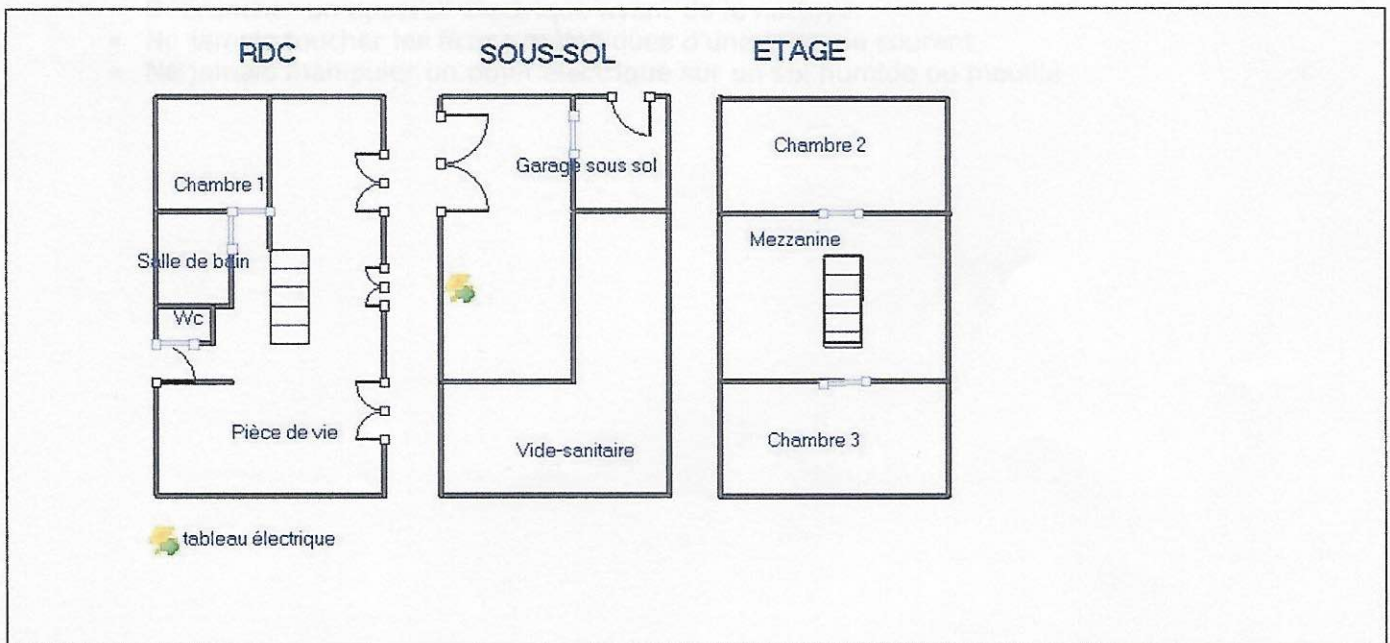 RDC
SOUS-SOL
ETAGE
Chambre 1
Salle de bain
Wc
Pièce de vie
tableau électrique
Garage sous sol
Vide-sanitaire
Chambre 2
Mezzanine
Chambre 3